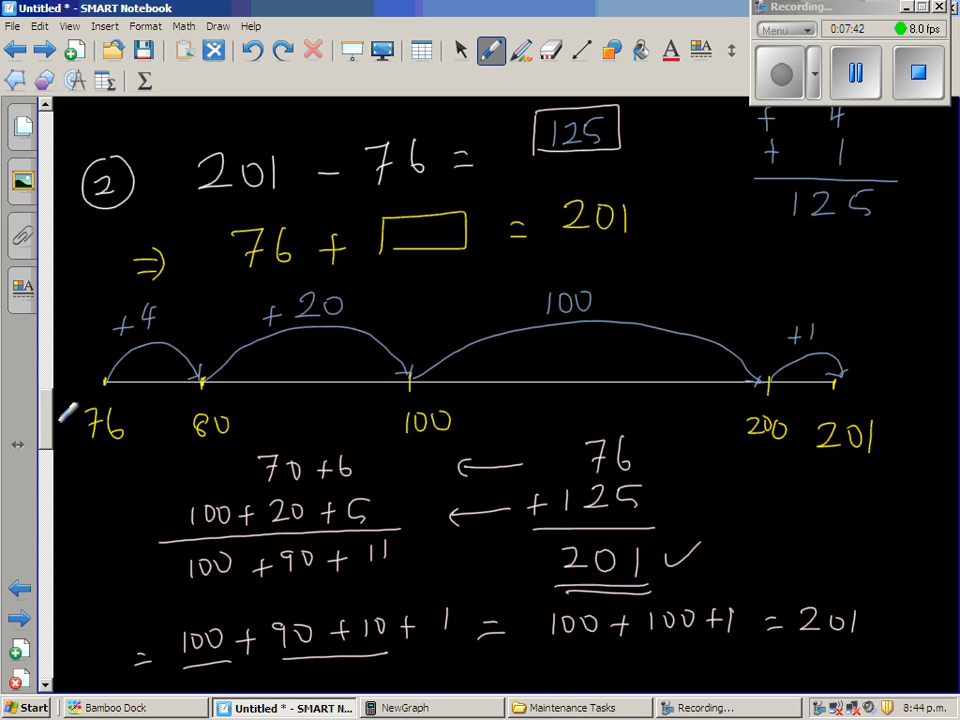 Untitled * - SMART Notebook
Recording...
File Edit View Insert Format Math Draw Help
Menu 0:07:42 8.0 fps
+ 4
+ 1
125
2 201 - 76 = 125
⇒ 76 + □ = 201
+4 +20 100 +1
76 80 100 200 201
70 + 6 ← 76
100 + 20 + 5 ← + 125
100 + 90 + 11 201 ✓
= 100 + 90 + 10 + 1 = 100 + 100 + 1 = 201
Start Bamboo Dock Untitled * - SMART N... NewGraph Maintenance Tasks Recording... 8:44 p.m.